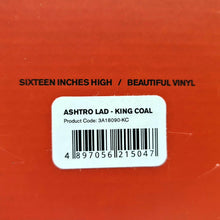 SIXTEEN INCHES HIGH / BEAUTIFUL VINYL
ASHTRO LAD - KING COAL
Product Code: 3A18090-KC
4 897056 215047